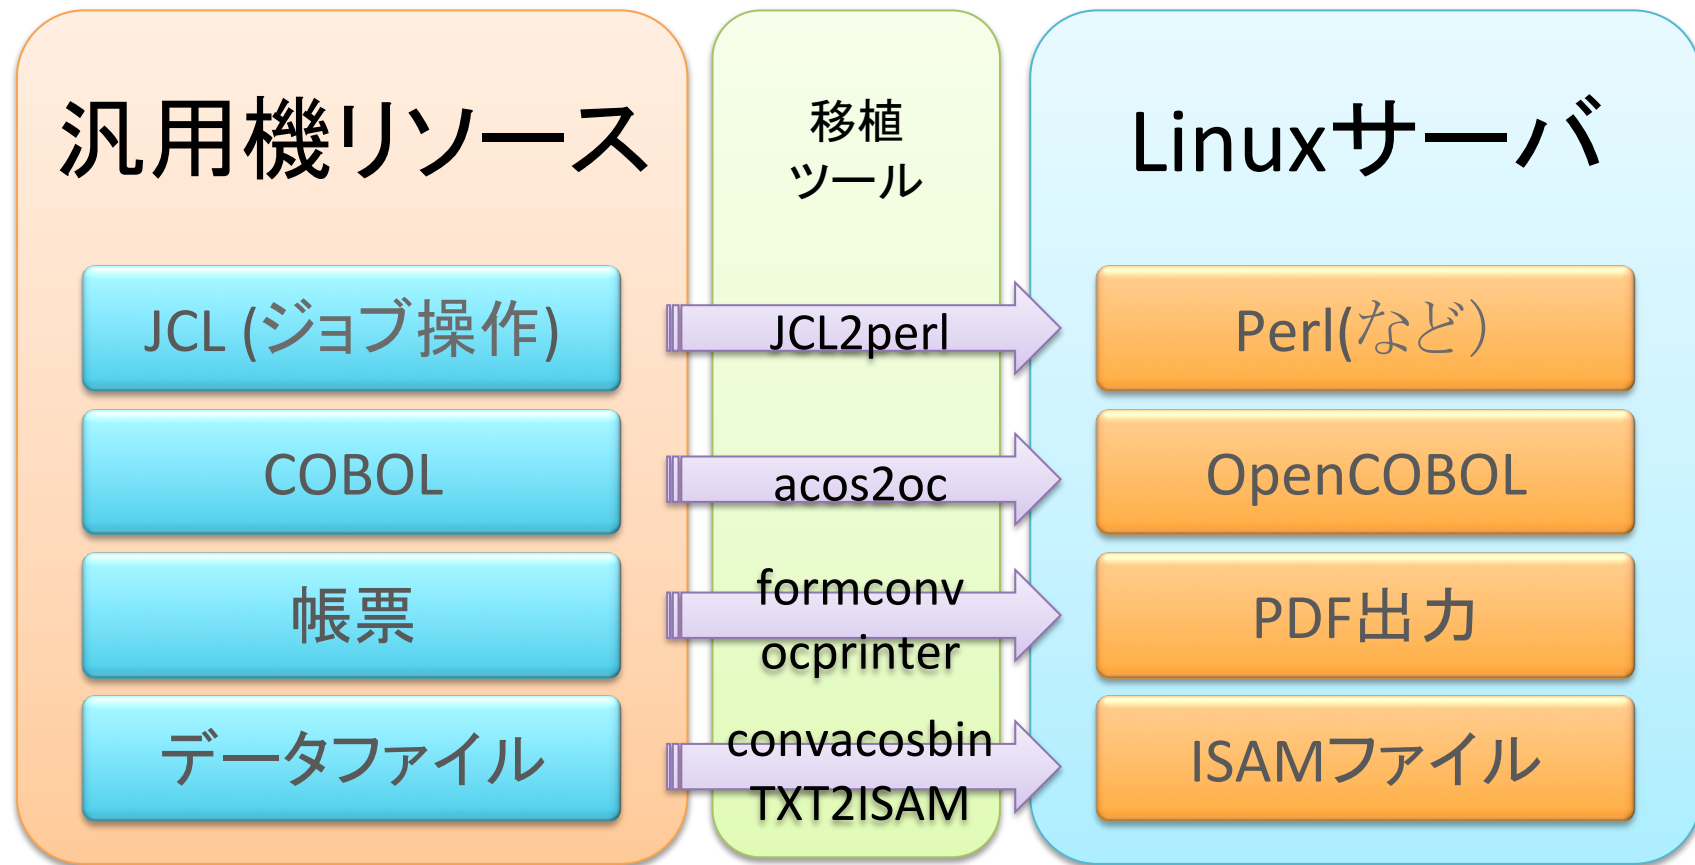 汎用機リソース
移植
ツール
Linuxサーバ
JCL (ジョブ操作)
JCL2perl
Perl(など）
COBOL
acos2oc
OpenCOBOL
帳票
formconv
ocprinter
PDF出力
データファイル
convacosbin
TXT2ISAM
ISAMファイル